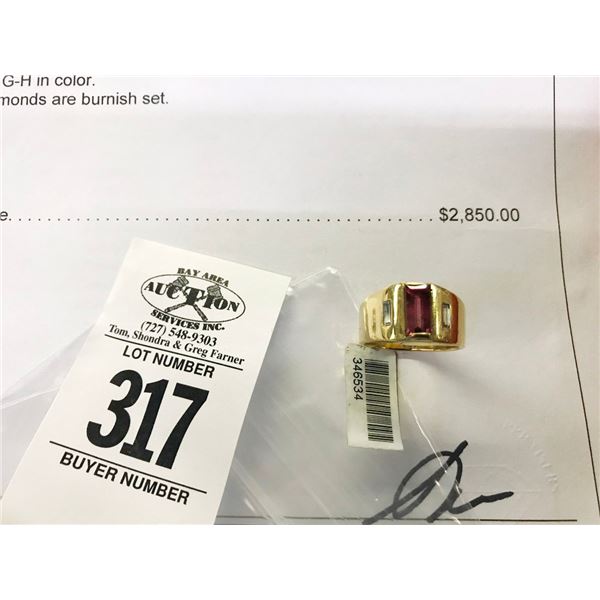 G-H in color.
monds are burnish set.
e. . . . . . . . . . . . . . . . . . . . . . . . . . . . . . . . . . . . . . . . . . . . . . . $2,850.00
BAY AREA
AUCTION
SERVICES INC.
(727) 548-9303
Tom, Shondra & Greg Farner
LOT NUMBER
317
BUYER NUMBER
346534